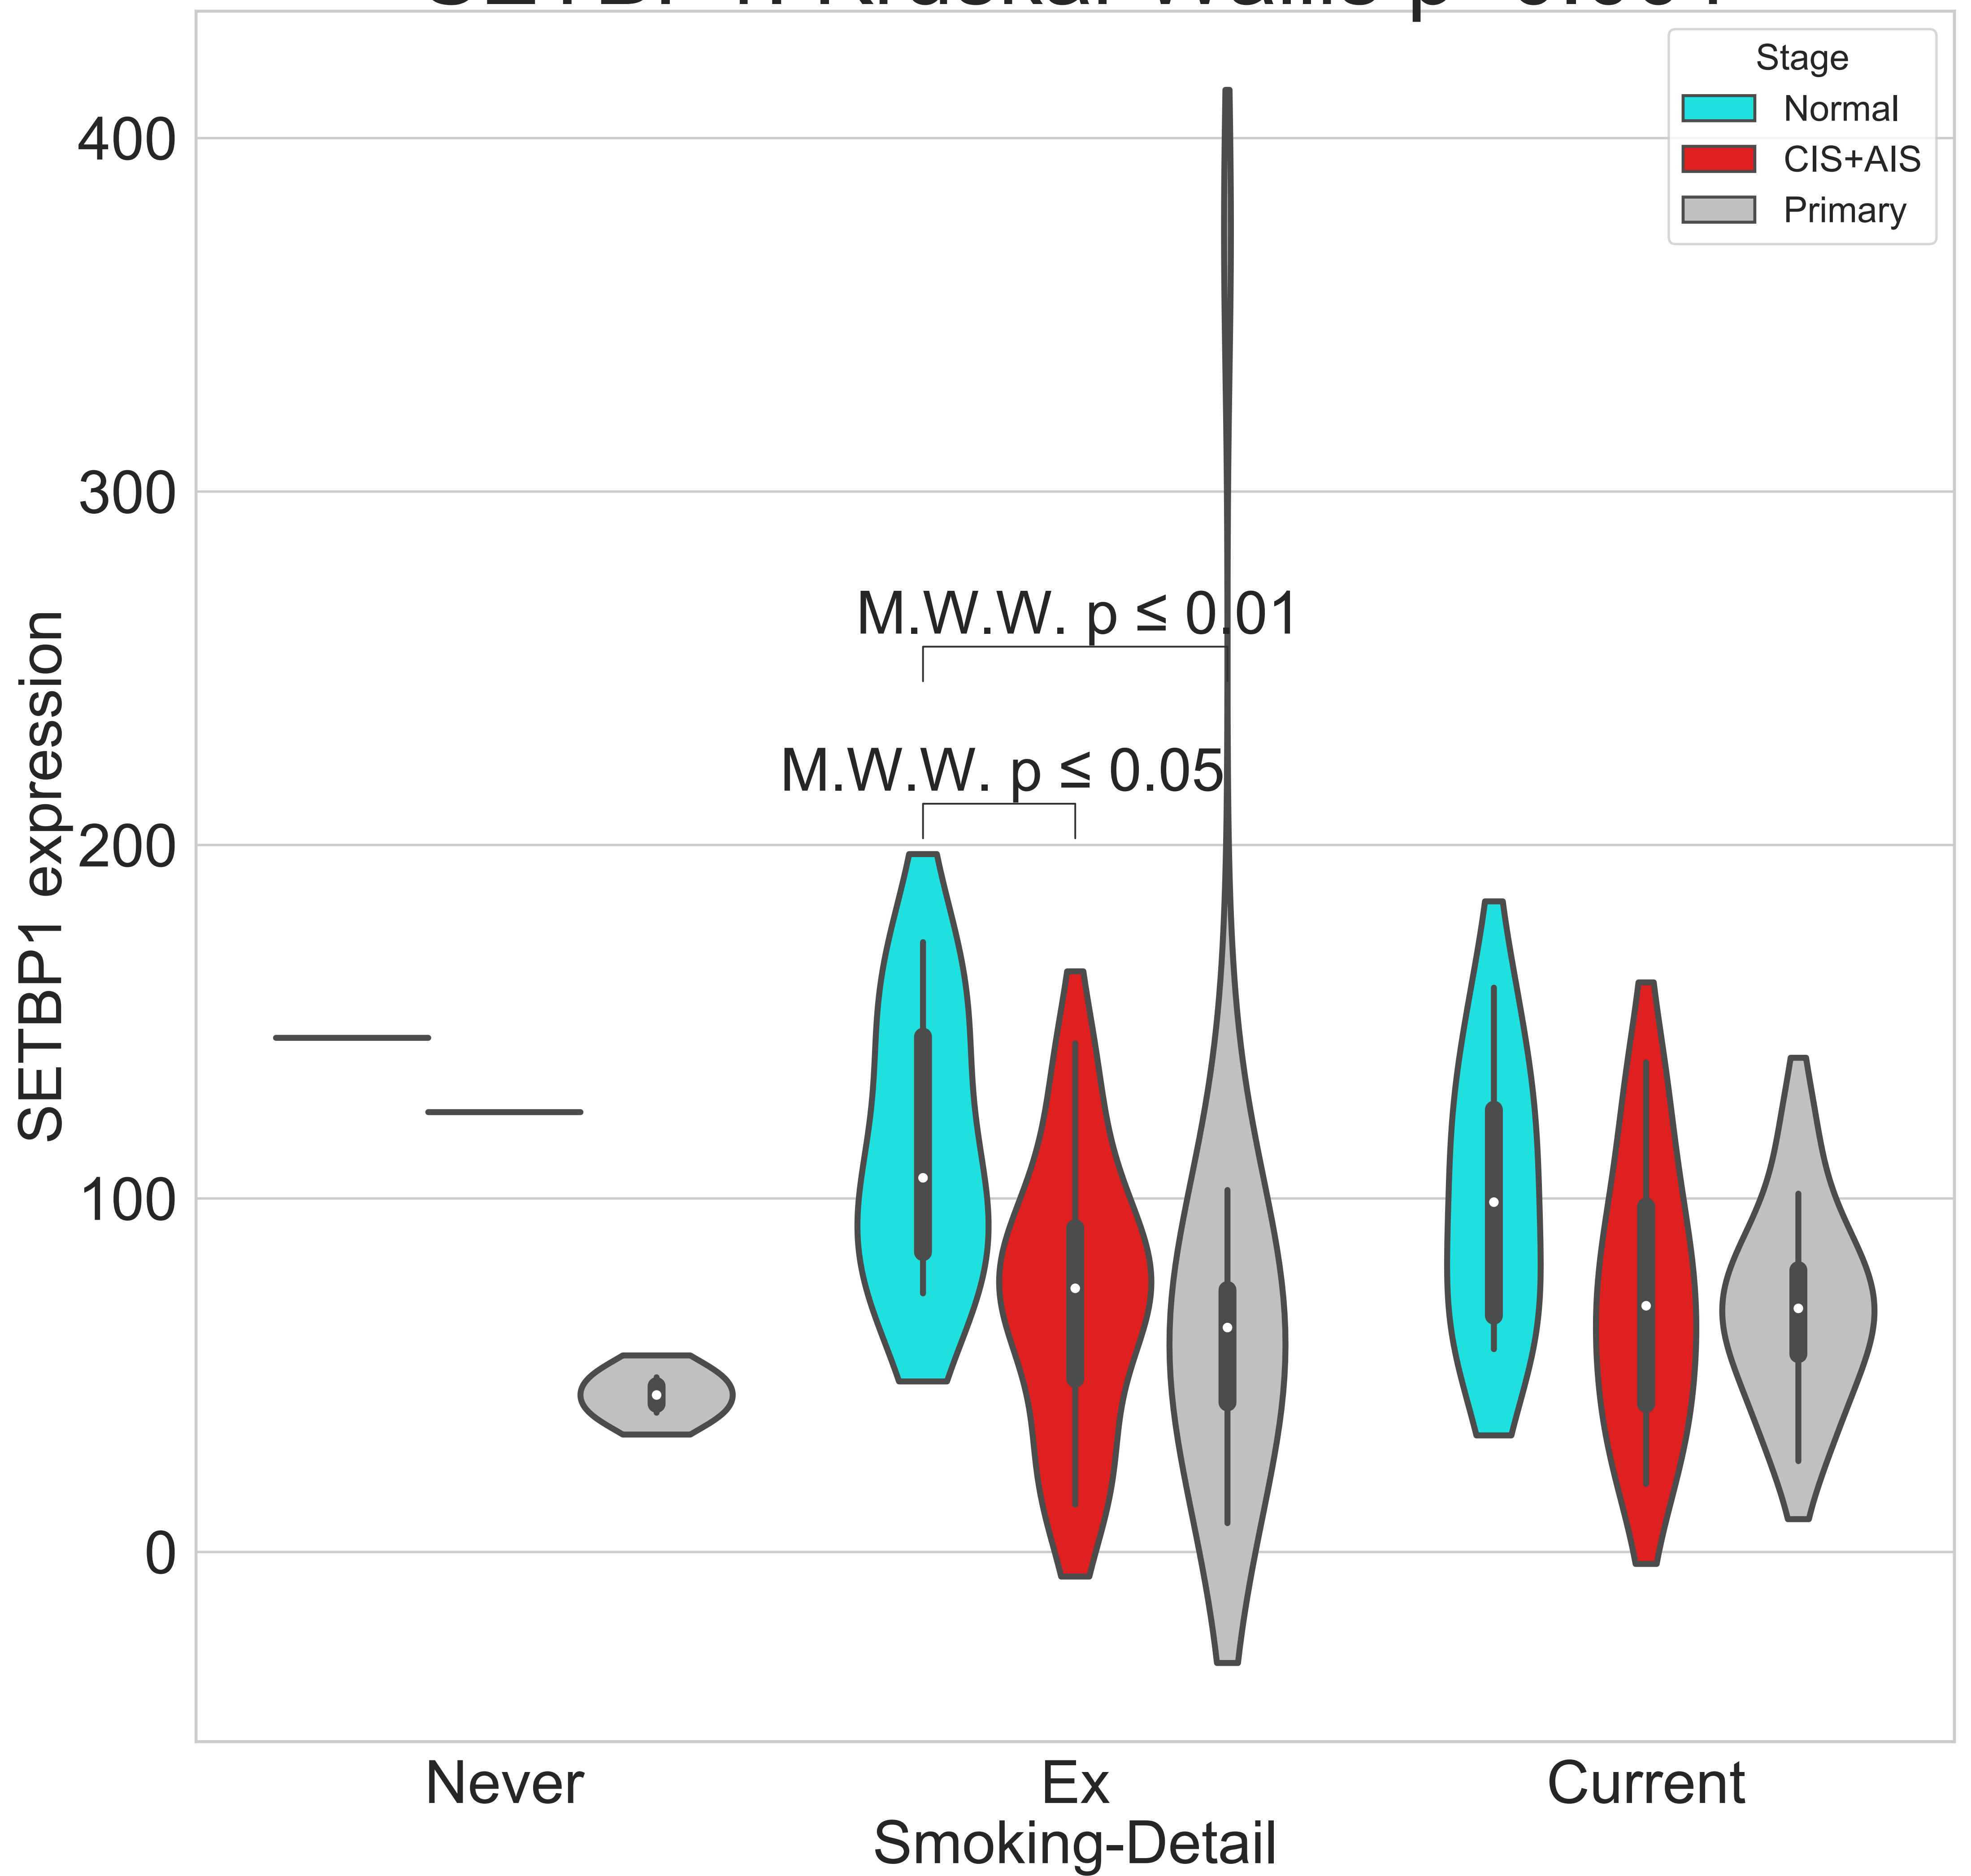 Stage
Normal
CIS+AIS
Primary
400
300
200
100
0
SETBP1 expression
M.W.W. p ≤ 0.01
M.W.W. p ≤ 0.05
Never
Ex
Current
Smoking-Detail